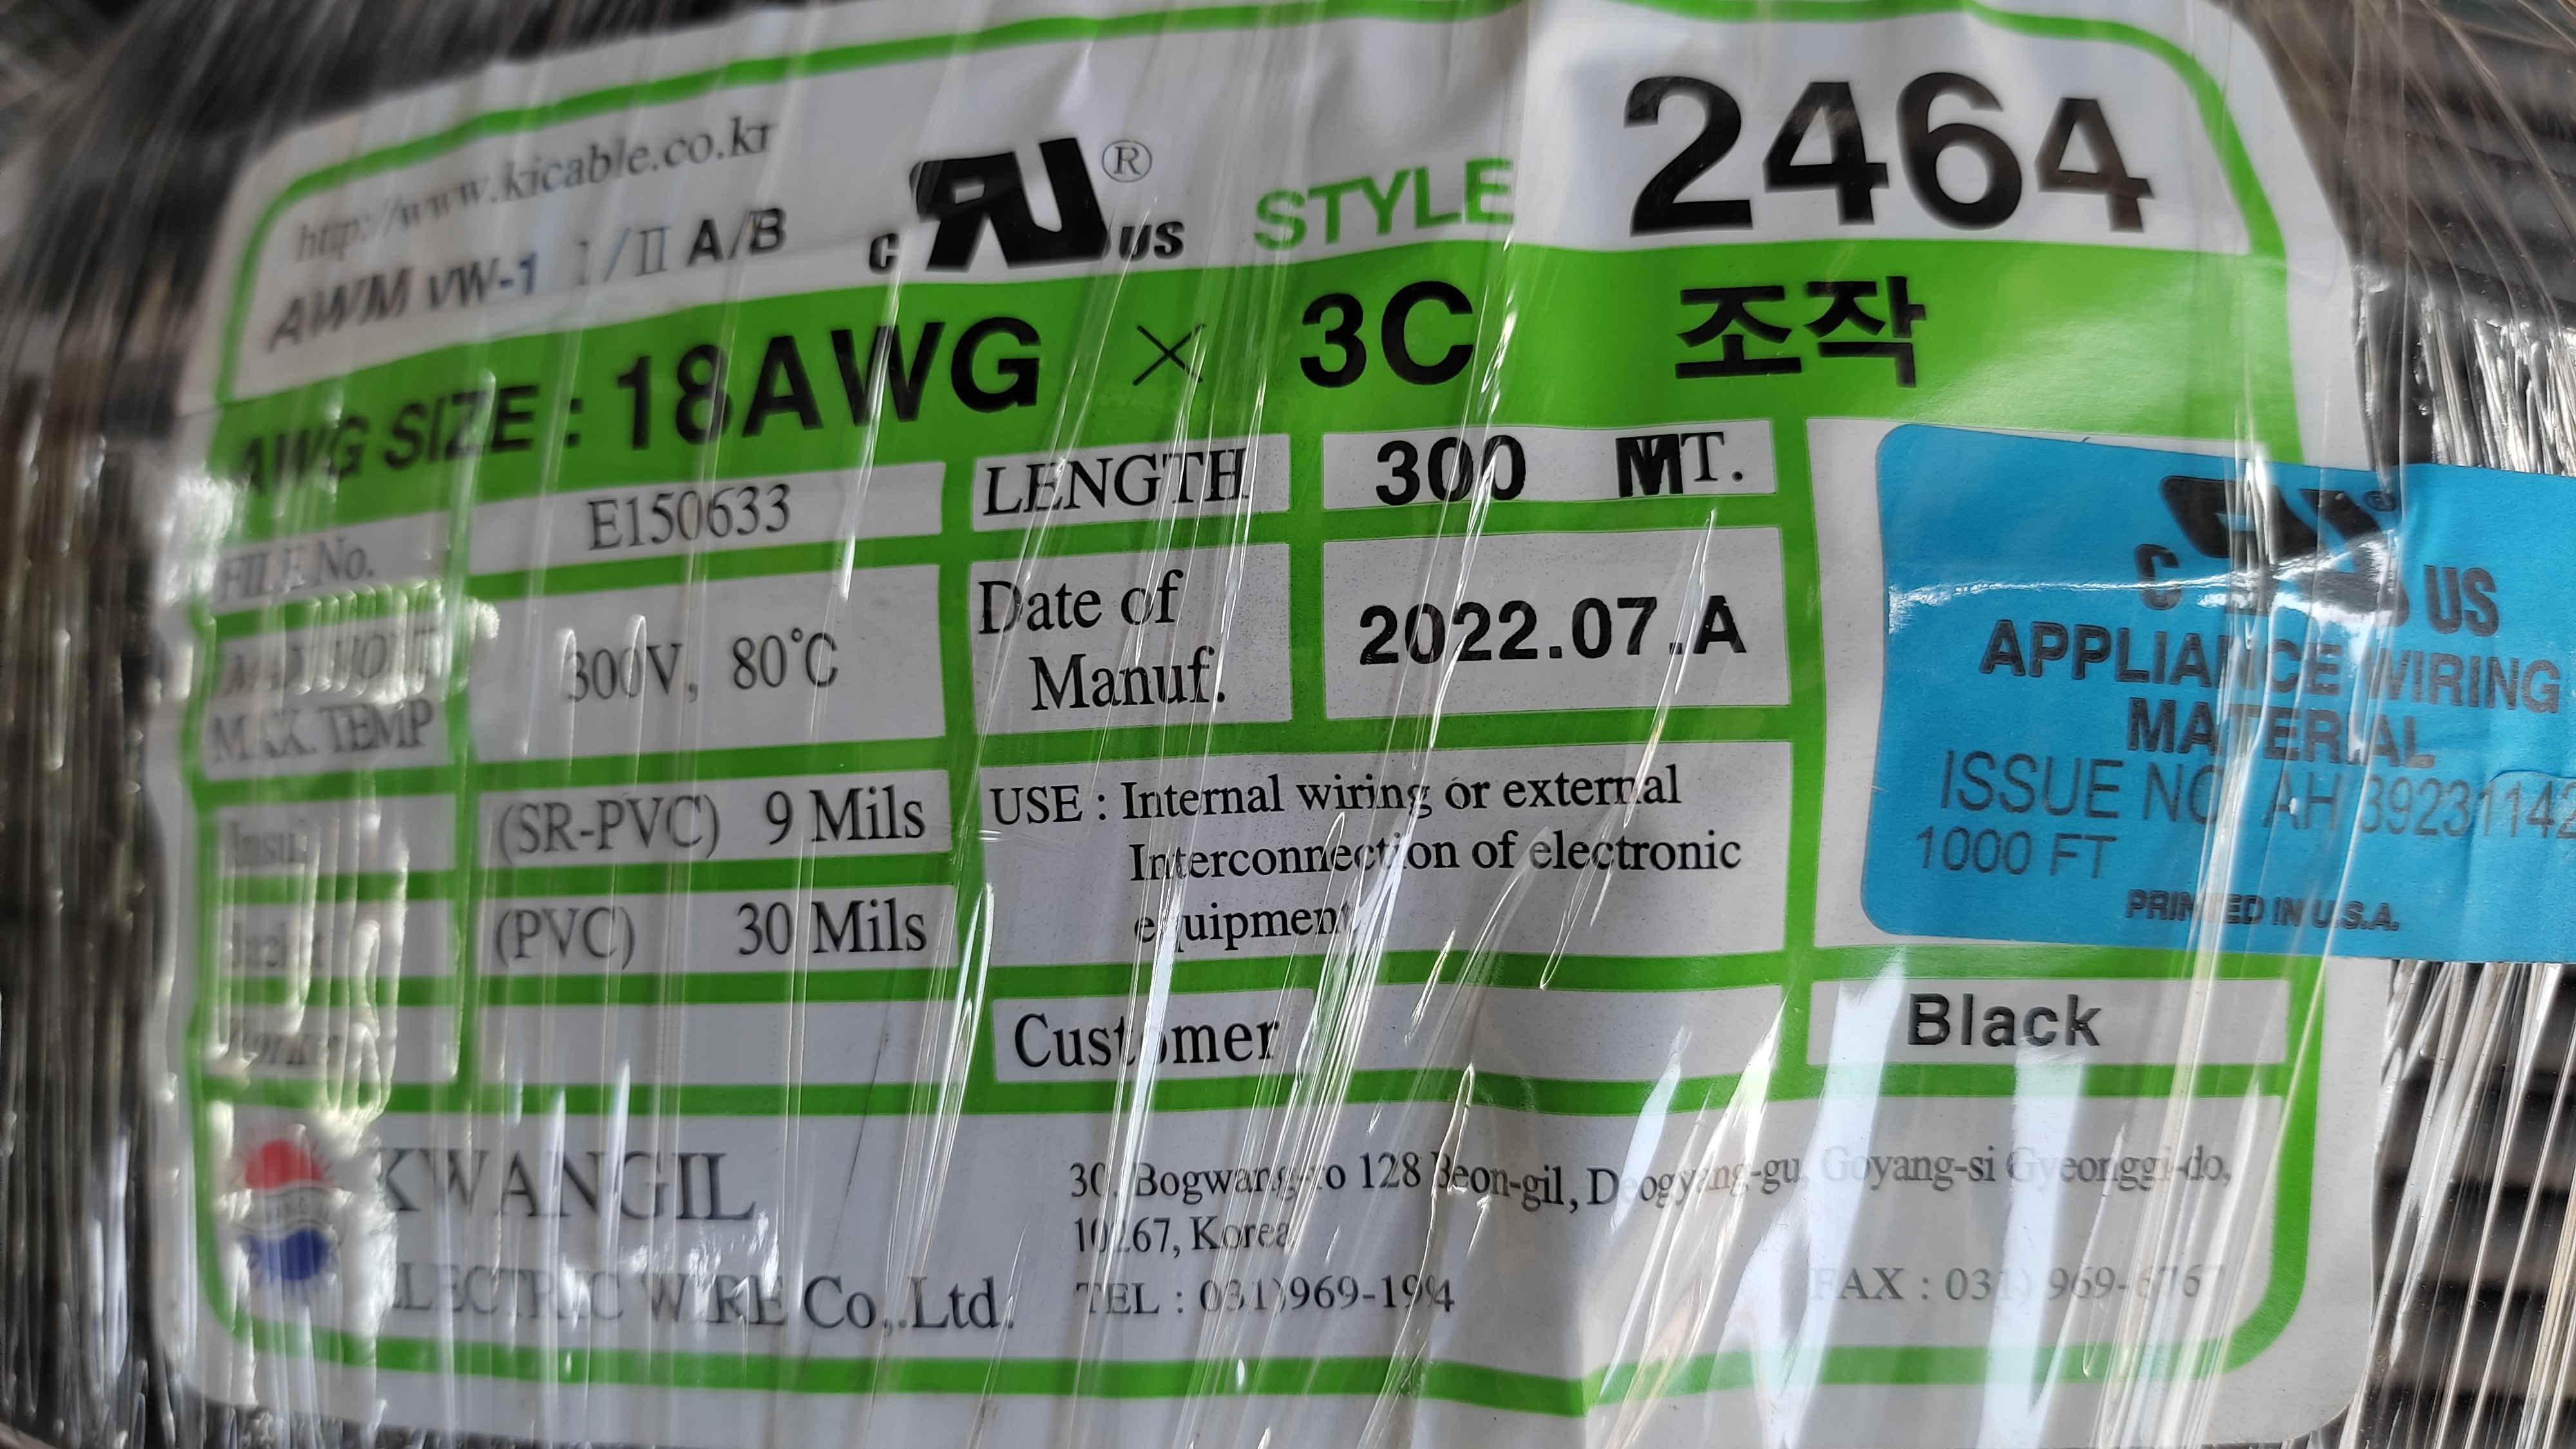 http://www.kicable.co.kr
AWM VW-1 I/II A/B
c RU ® US
STYLE 2464
AWG SIZE : 18AWG × 3C 조작
FILE No. E150633
LENGTH 300 MT.
MAX. VOLT
MAX. TEMP
300V, 80℃
Date of
Manuf.
2022.07.A
Insul. (SR-PVC) 9 Mils
(PVC) 30 Mils
USE : Internal wiring or external
Interconnection of electronic
equipment
Customer
Black
c US
APPLIANCE WIRING
MATERIAL
ISSUE NO AH
1000 FT
PRINTED IN U.S.A.
KWANGIL
ELECTRIC WIRE Co,.Ltd.
30, Bogwang-ro 128 Beon-gil, Deogyang-gu, Goyang-si Gyeonggi-do,
10267, Korea
TEL : 031)969-1994
FAX : 031) 969-